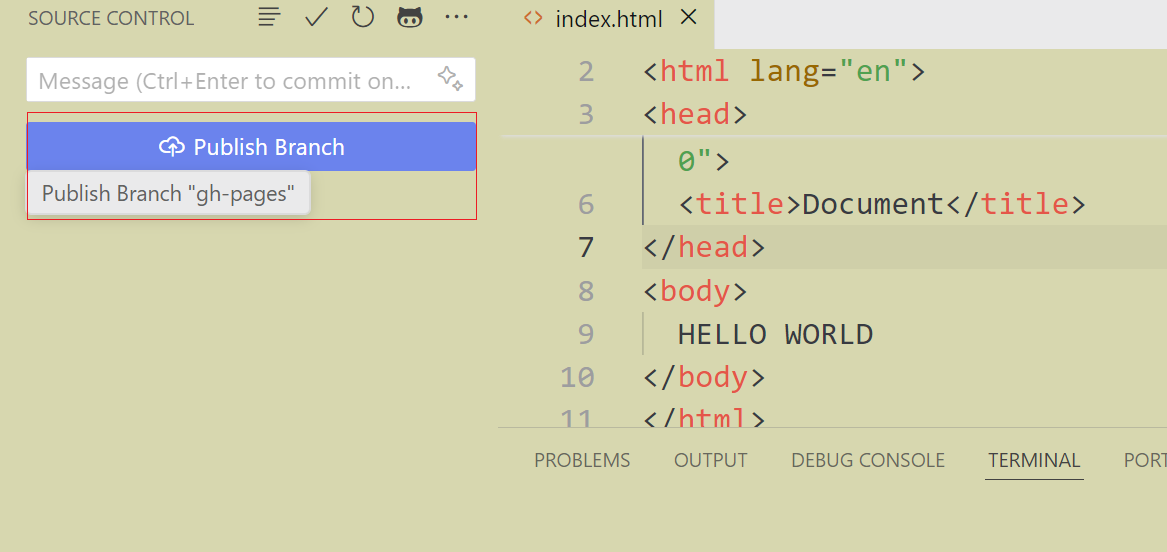 SOURCE CONTROL
Message (Ctrl+Enter to commit on...
Publish Branch
Publish Branch "gh-pages"
index.html
2 <html lang="en">
3 <head>
0">
6 <title>Document</title>
7 </head>
8 <body>
9 HELLO WORLD
10 </body>
11 </html>
PROBLEMS OUTPUT DEBUG CONSOLE TERMINAL PORT